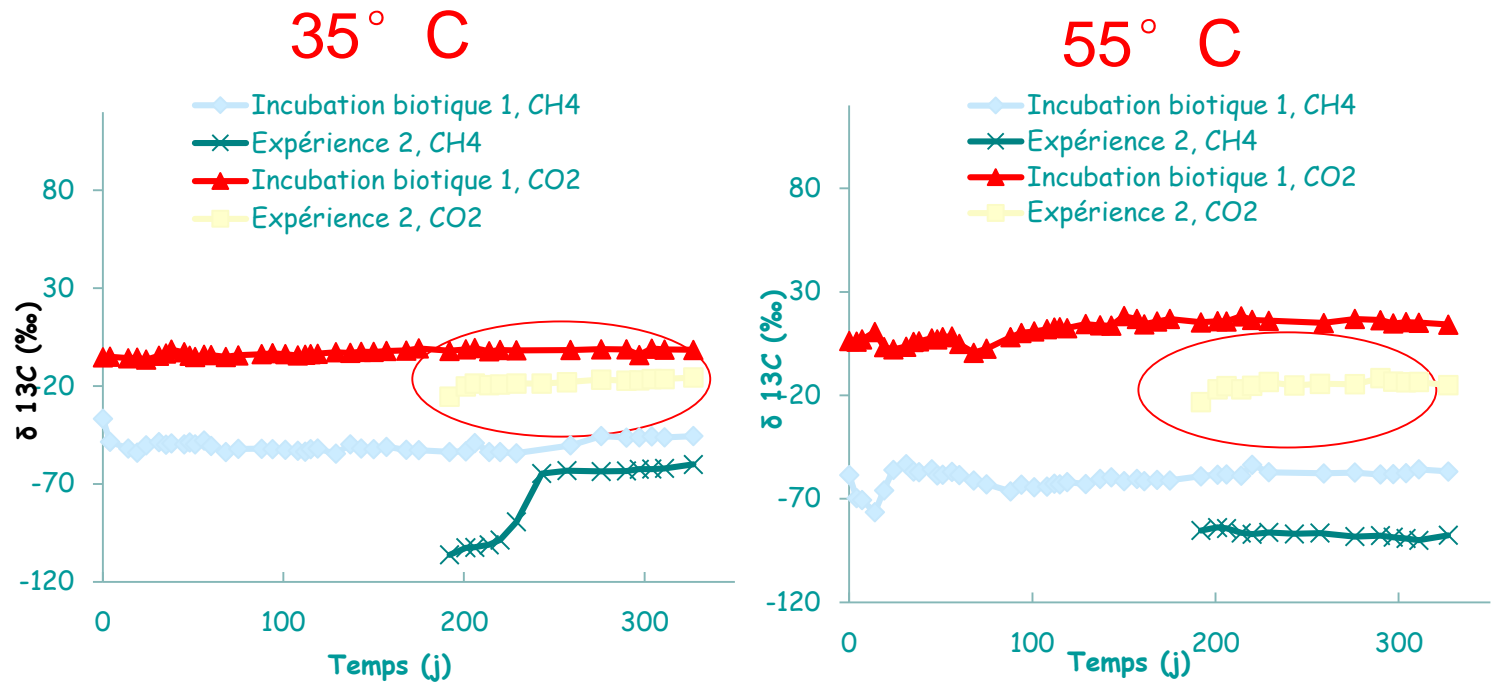 35° C
Incubation biotique 1, CH4
Expérience 2, CH4
Incubation biotique 1, CO2
Expérience 2, CO2
80
30
-20
-70
-120
δ 13C (‰)
0
100
200
300
Temps (j)
55° C
Incubation biotique 1, CH4
Expérience 2, CH4
Incubation biotique 1, CO2
Expérience 2, CO2
80
30
-20
-70
-120
δ 13C (‰)
0
100
200
300
Temps (j)